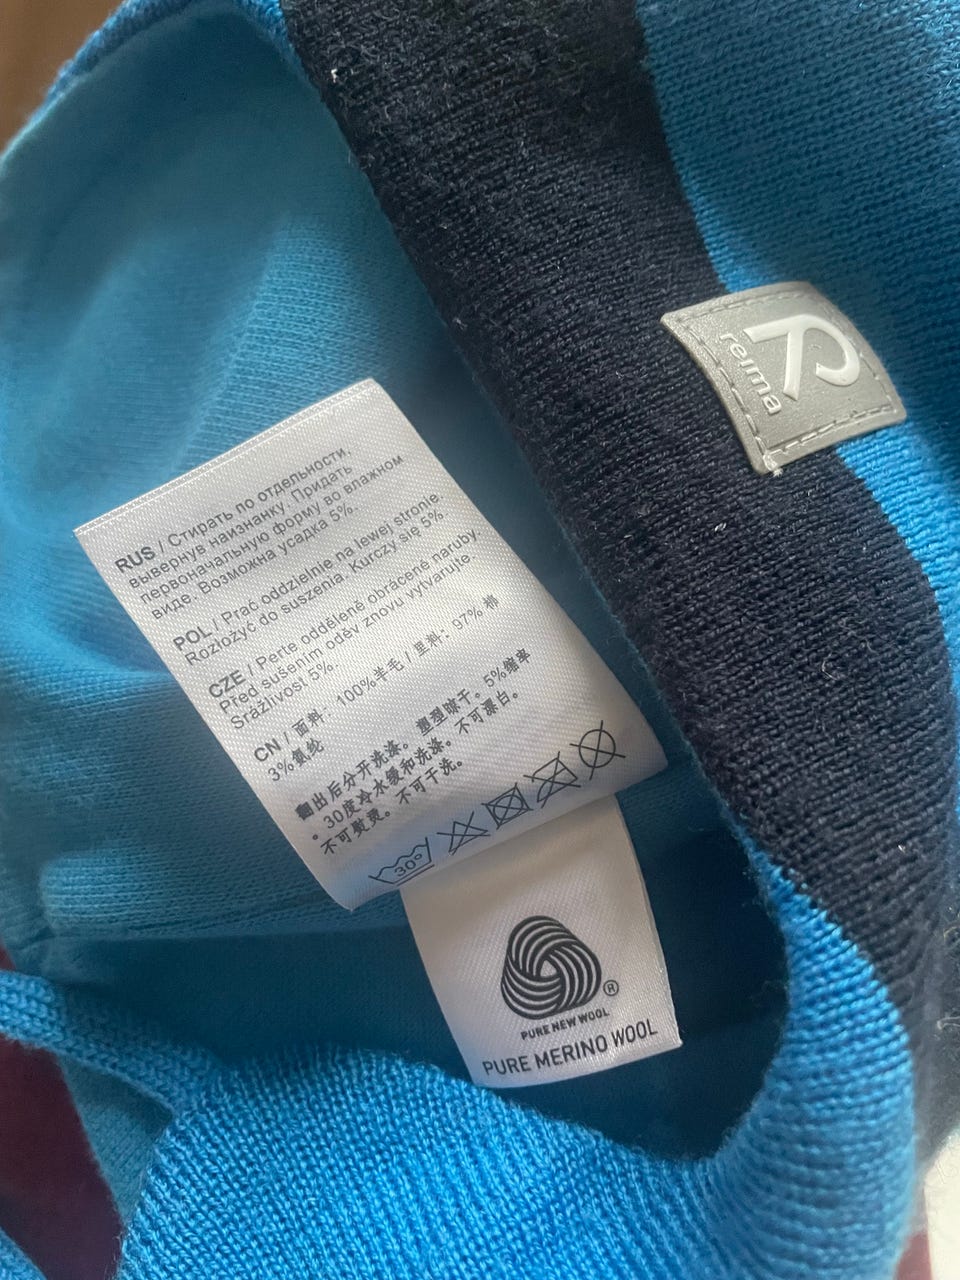 reima
RUS / Стирать по отдельности,
вывернув наизнанку. Придать
первоначальную форму во влажном
виде. Возможна усадка 5%.
POL / Prać oddzielnie na lewej stronie.
Rozłożyć do suszenia. Kurczy się 5%
CZE / Perte oddělené obrácené naruby.
Před sušením oděv znovu vytvarujte.
Sražlivost 5%.
CN / 面料: 100%羊毛 / 里料: 97% 棉
3%氨纶
翻出后分开洗涤。 塑型晾干。5%缩率
。30度冷水缓和洗涤。不可漂白。
不可熨烫。不可干洗。
30°
®
PURE NEW WOOL
PURE MERINO WOOL